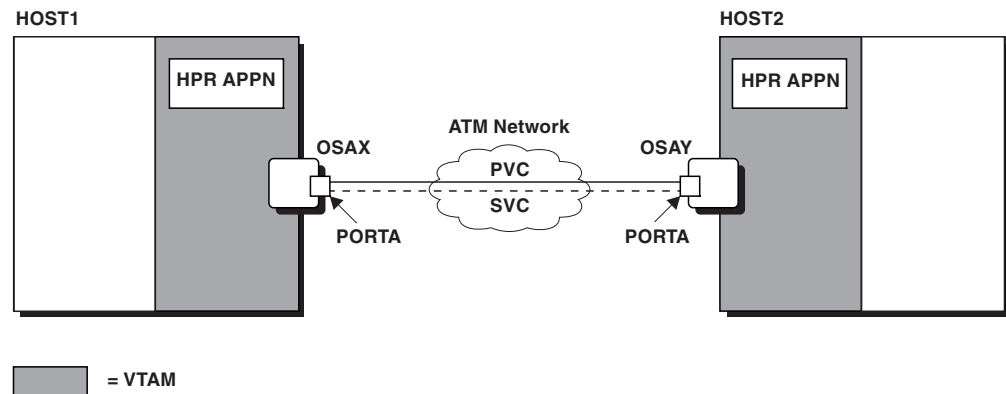 HOST1
HOST2
HPR APPN
HPR APPN
ATM Network
OSAX
OSAY
PVC
SVC
PORTA
PORTA
= VTAM